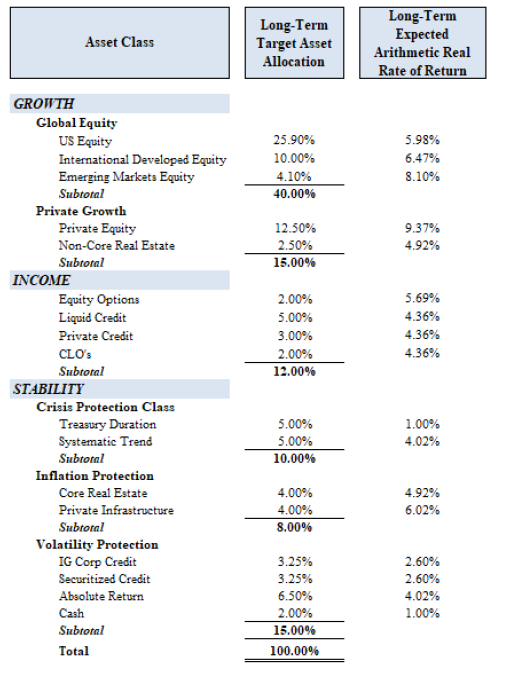 Asset Class
Long-Term
Target Asset
Allocation
Long-Term
Expected
Arithmetic Real
Rate of Return
GROWTH
Global Equity
US Equity 25.90% 5.98%
International Developed Equity 10.00% 6.47%
Emerging Markets Equity 4.10% 8.10%
Subtotal 40.00%
Private Growth
Private Equity 12.50% 9.37%
Non-Core Real Estate 2.50% 4.92%
Subtotal 15.00%
INCOME
Equity Options 2.00% 5.69%
Liquid Credit 5.00% 4.36%
Private Credit 3.00% 4.36%
CLO's 2.00% 4.36%
Subtotal 12.00%
STABILITY
Crisis Protection Class
Treasury Duration 5.00% 1.00%
Systematic Trend 5.00% 4.02%
Subtotal 10.00%
Inflation Protection
Core Real Estate 4.00% 4.92%
Private Infrastructure 4.00% 6.02%
Subtotal 8.00%
Volatility Protection
IG Corp Credit 3.25% 2.60%
Securitized Credit 3.25% 2.60%
Absolute Return 6.50% 4.02%
Cash 2.00% 1.00%
Subtotal 15.00%
Total 100.00%